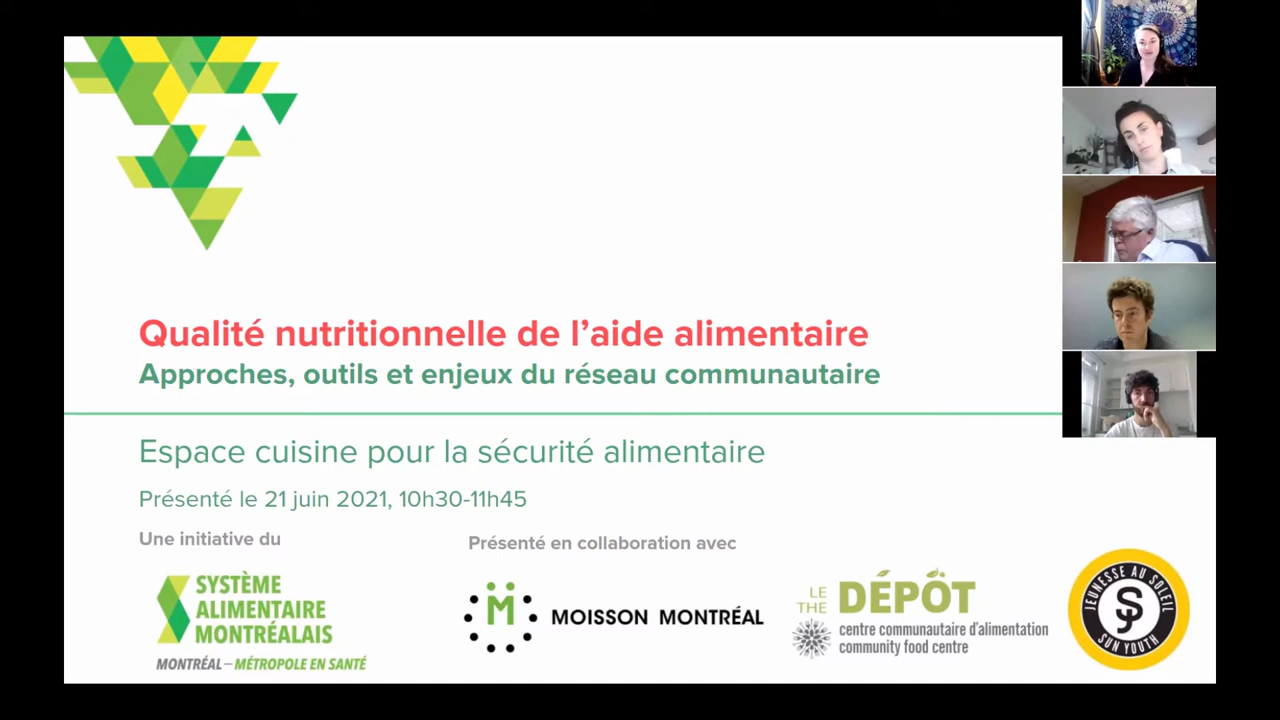 Qualité nutritionnelle de l’aide alimentaire
Approches, outils et enjeux du réseau communautaire
Espace cuisine pour la sécurité alimentaire
Présenté le 21 juin 2021, 10h30-11h45
Une initiative du
Présenté en collaboration avec
SYSTÈME
ALIMENTAIRE
MONTRÉALAIS
MONTRÉAL – MÉTROPOLE EN SANTÉ
MOISSON MONTRÉAL
LE
THE
DÉPÔT
centre communautaire d'alimentation
community food centre
JEUNESSE AU SOLEIL
SUN YOUTH